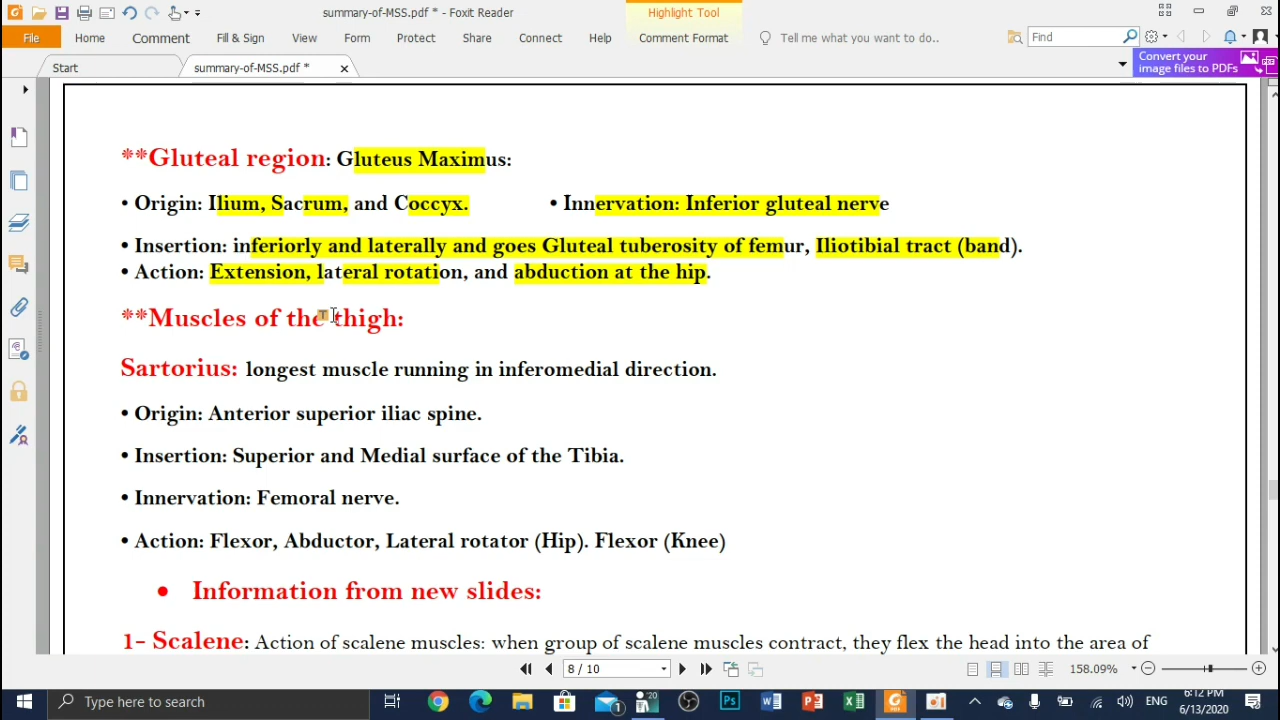 summary-of-MSS.pdf * - Foxit Reader
Highlight Tool
File Home Comment Fill & Sign View Form Protect Share Connect Help Comment Format Tell me what you want to do.. Find
Start summary-of-MSS.pdf * Convert your
image files to PDFs
**Gluteal region: Gluteus Maximus:
• Origin: Ilium, Sacrum, and Coccyx. • Innervation: Inferior gluteal nerve
• Insertion: inferiorly and laterally and goes Gluteal tuberosity of femur, Iliotibial tract (band).
• Action: Extension, lateral rotation, and abduction at the hip.
**Muscles of the thigh:
Sartorius: longest muscle running in inferomedial direction.
• Origin: Anterior superior iliac spine.
• Insertion: Superior and Medial surface of the Tibia.
• Innervation: Femoral nerve.
• Action: Flexor, Abductor, Lateral rotator (Hip). Flexor (Knee)
• Information from new slides:
1- Scalene: Action of scalene muscles: when group of scalene muscles contract, they flex the head into the area of
8 / 10 158.09%
Type here to search ENG 6:12 PM
6/13/2020